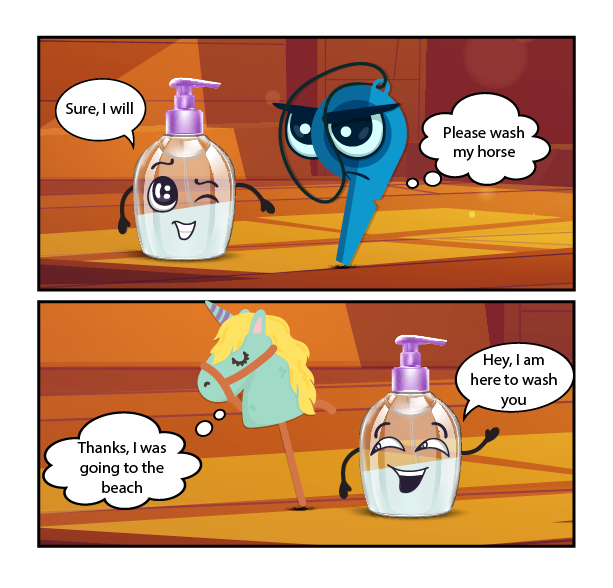 Sure, I will
Please wash
my horse
Hey, I am
here to wash
you
Thanks, I was
going to the
beach